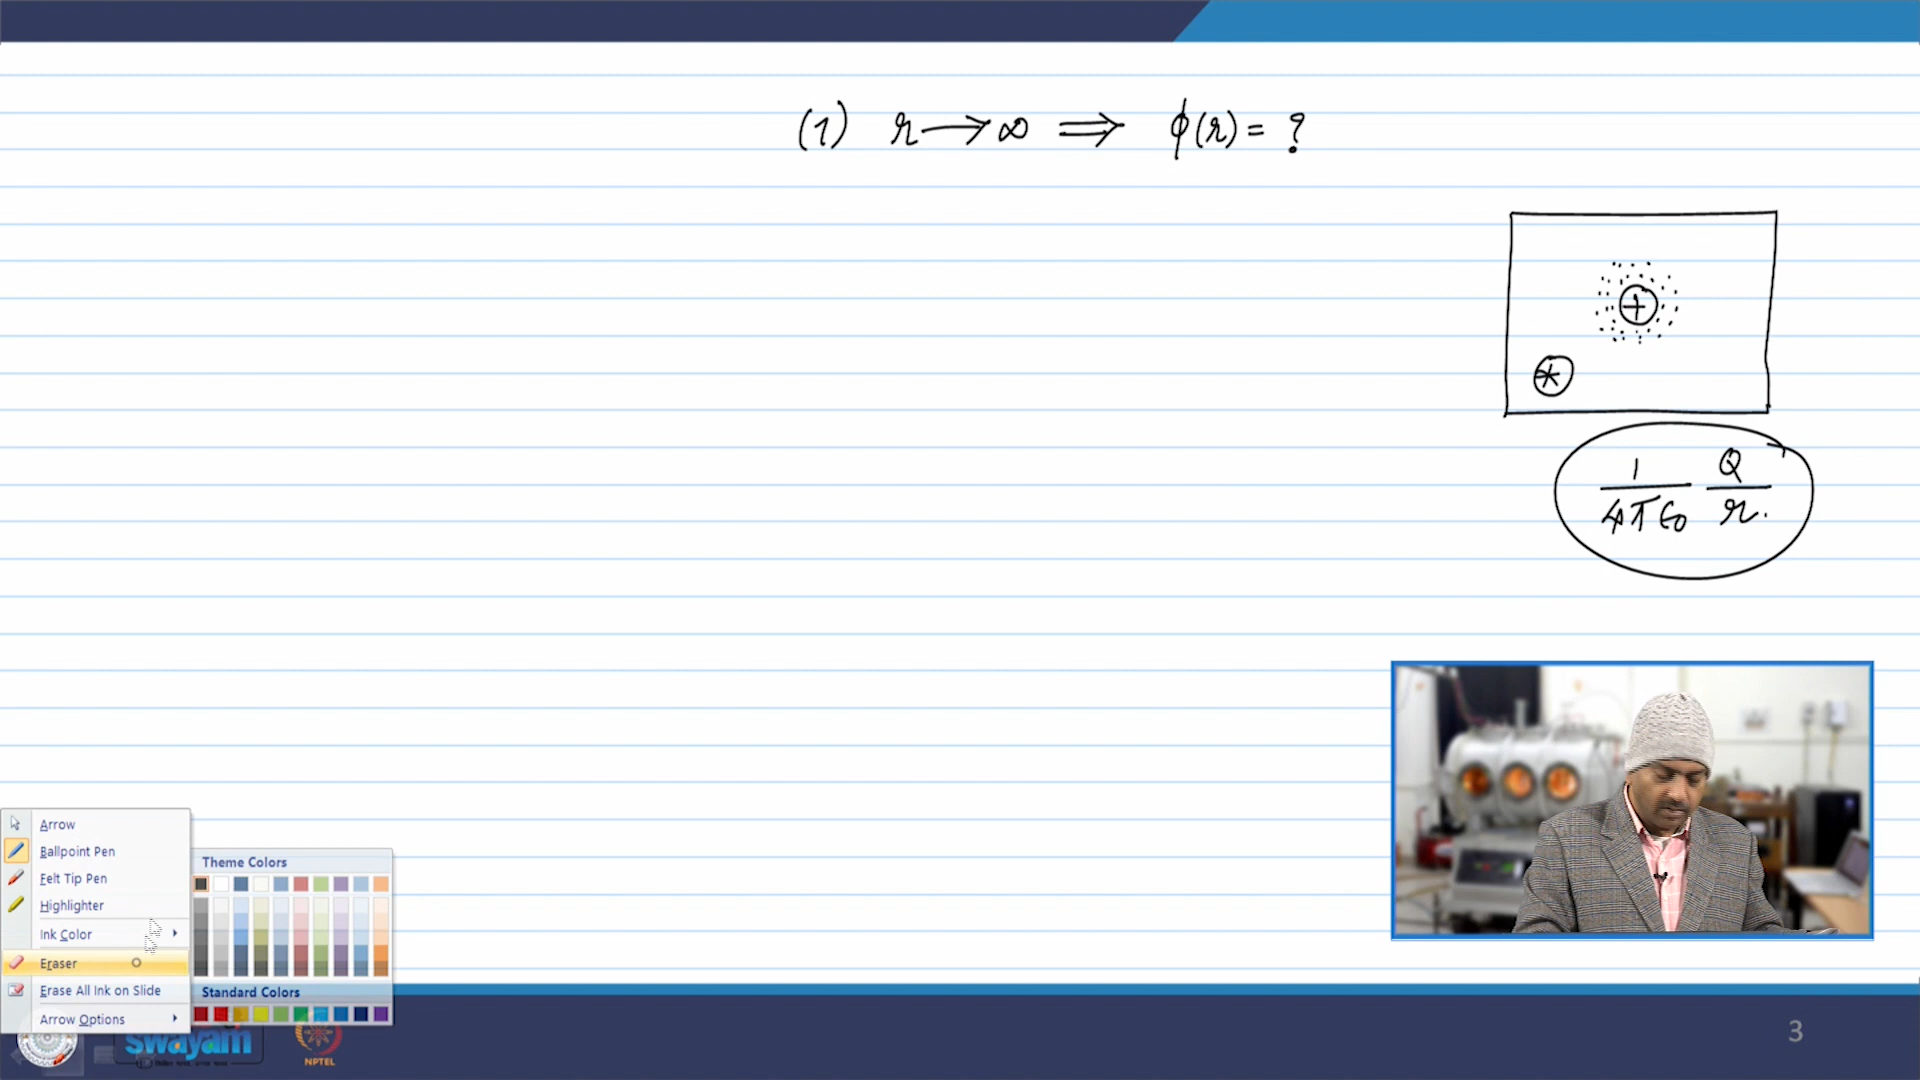 (1) r ⟶ ∞ ⟹ ϕ(r) = ?
+
*
1/4πϵ₀ Q/r.
Arrow
Ballpoint Pen
Felt Tip Pen
Highlighter
Ink Color
Eraser
Erase All Ink on Slide
Arrow Options
Theme Colors
Standard Colors
swayam
NPTEL
3